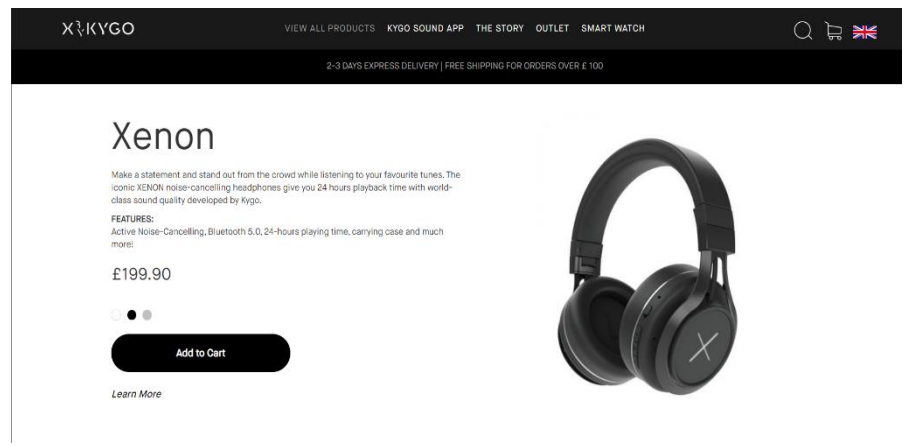 X KYGO
VIEW ALL PRODUCTS KYGO SOUND APP THE STORY OUTLET SMART WATCH
2-3 DAYS EXPRESS DELIVERY | FREE SHIPPING FOR ORDERS OVER £ 100
Xenon
Make a statement and stand out from the crowd while listening to your favourite tunes. The
iconic XENON noise-cancelling headphones give you 24 hours playback time with world-
class sound quality developed by Kygo.
FEATURES:
Active Noise-Cancelling, Bluetooth 5.0, 24-hours playing time, carrying case and much
more!
£199.90
Add to Cart
Learn More
X